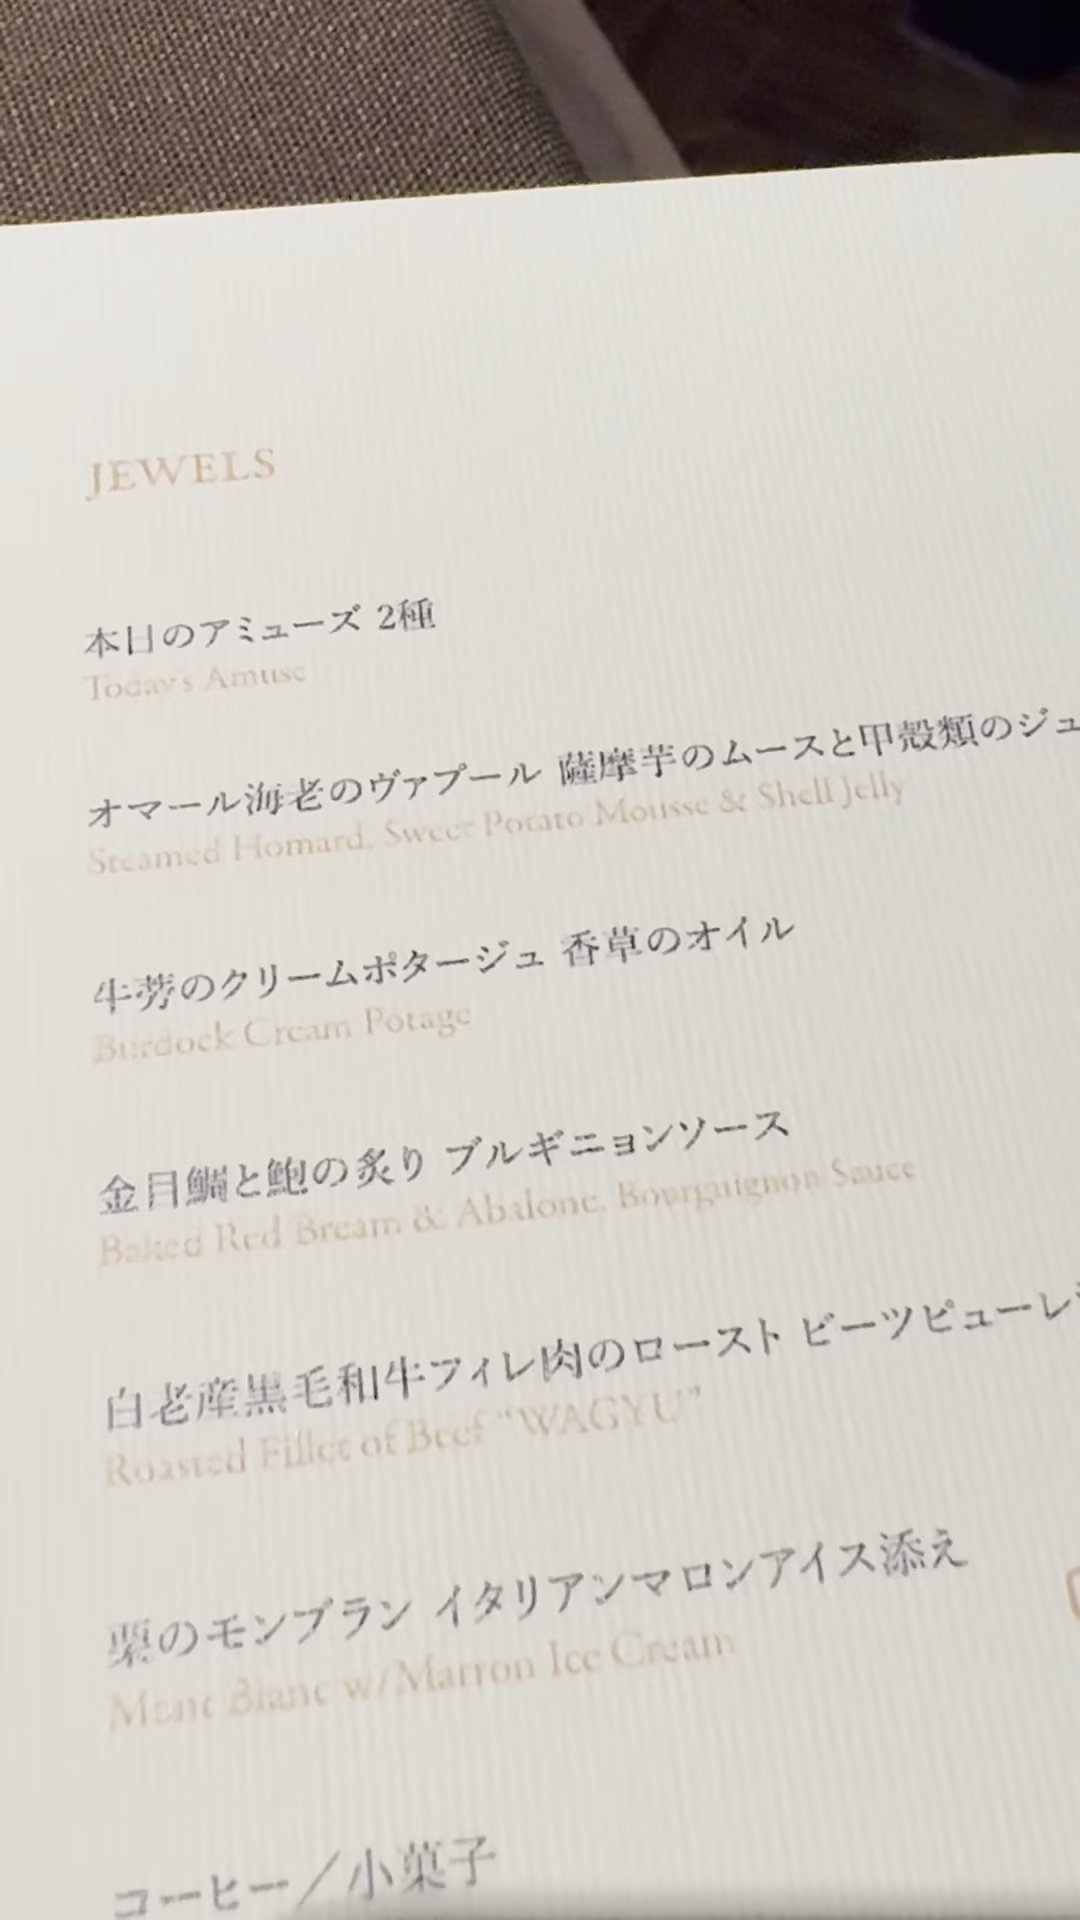 JEWELS
本日のアミューズ 2種
Today's Amuse
オマール海老のヴァプール 薩摩芋のムースと甲殻類のジュ
Steamed Homard, Sweet Potato Mousse & Shell Jelly
牛蒡のクリームポタージュ 香草のオイル
Burdock Cream Potage
金目鯛と鮑の炙り ブルギニョンソース
Baked Red Bream & Abalone, Bourguignon Sauce
白老産黒毛和牛フィレ肉のロースト ビーツピューレ
Roasted Fillet of Beef “WAGYU”
栗のモンブラン イタリアンマロンアイス添え
Mont Blanc w/Marron Ice Cream
コーヒー／小菓子